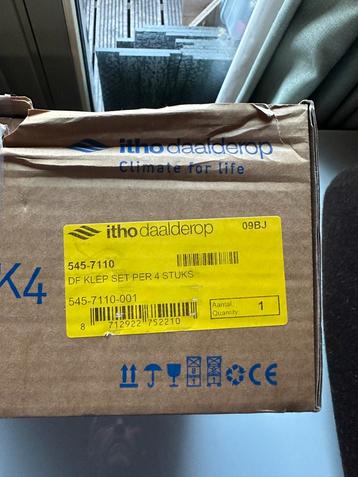 itho daalderop
Climate for life
K4
itho daalderop
09BJ
545-7110
DF KLEP SET PER 4 STUKS
545-7110-001
Aantal:
Quantity:
1
8 712922 752210
CE